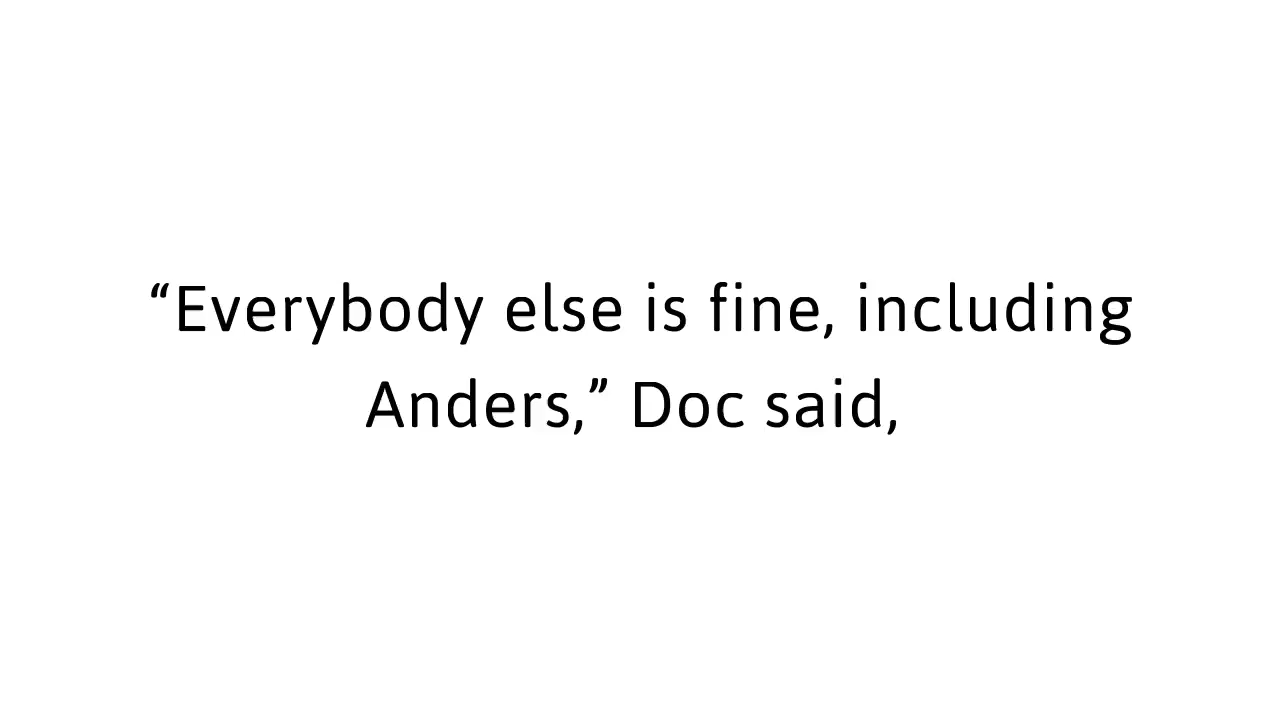 “Everybody else is fine, including
Anders,” Doc said,